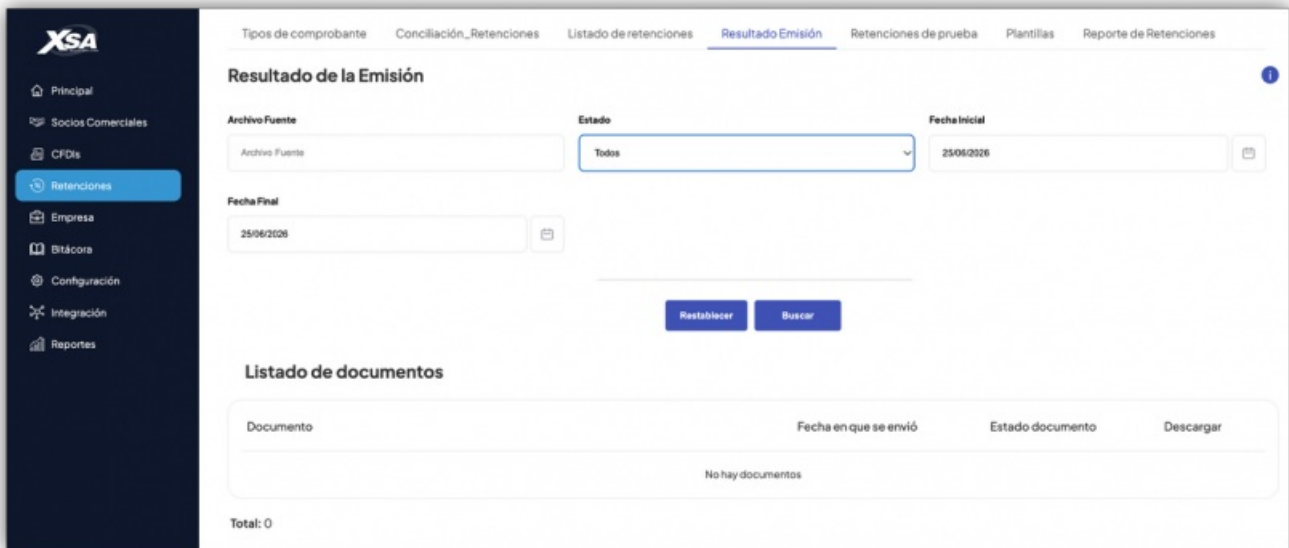 XSA
Principal
Socios Comerciales
CFDIs
Retenciones
Empresa
Bitácora
Configuración
Integración
Reportes
Tipos de comprobante Conciliación_Retenciones Listado de retenciones Resultado Emisión Retenciones de prueba Plantillas Reporte de Retenciones
Resultado de la Emisión
i
Archivo Fuente Estado Fecha Inicial
Archivo Fuente Todos 25/06/2026
Fecha Final
25/06/2026
Restablecer Buscar
Listado de documentos
Documento Fecha en que se envió Estado documento Descargar
No hay documentos
Total: 0